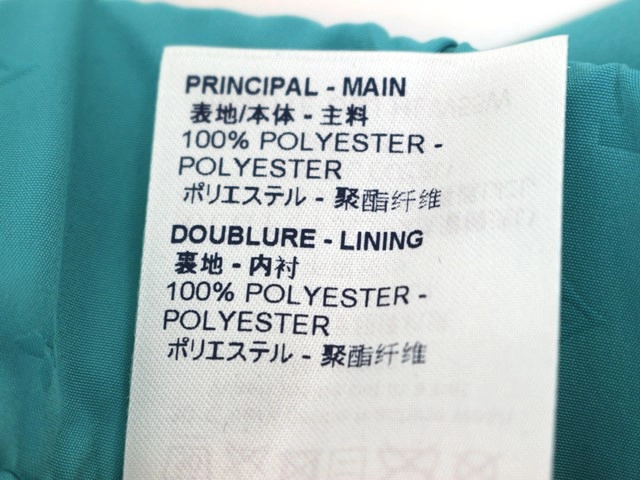 PRINCIPAL - MAIN
表地/本体 - 主料
100% POLYESTER -
POLYESTER
ポリエステル - 聚酯纤维
DOUBLURE - LINING
裏地 - 内衬
100% POLYESTER -
POLYESTER
ポリエステル - 聚酯纤维